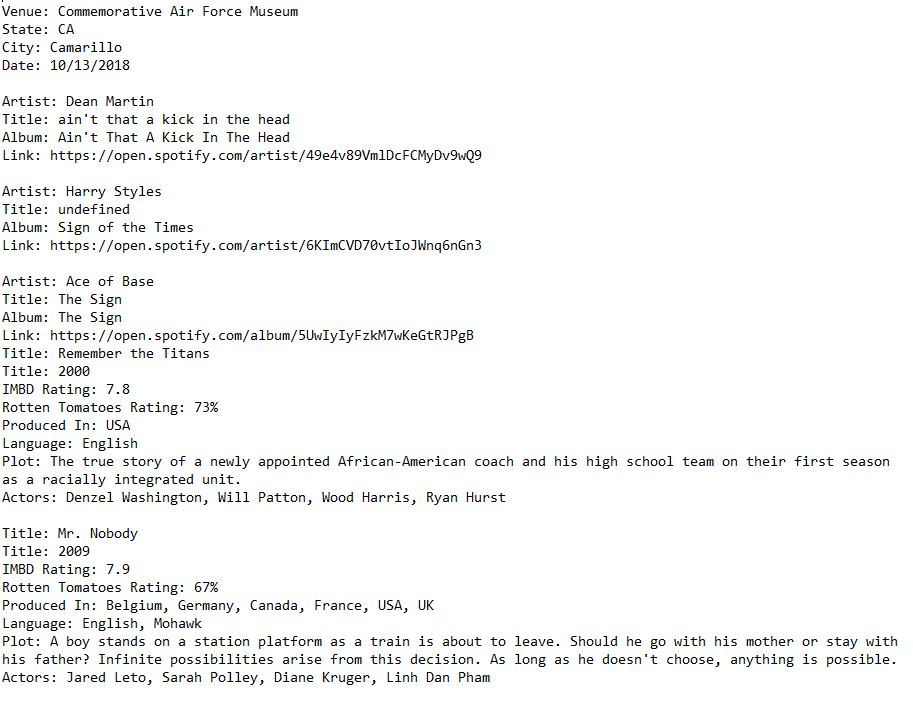 Venue: Commemorative Air Force Museum
State: CA
City: Camarillo
Date: 10/13/2018
Artist: Dean Martin
Title: ain't that a kick in the head
Album: Ain't That A Kick In The Head
Link: https://open.spotify.com/artist/49e4v89VmlDcFCMyDv9wQ9
Artist: Harry Styles
Title: undefined
Album: Sign of the Times
Link: https://open.spotify.com/artist/6KImCVD70vtIoJWnq6nGn3
Artist: Ace of Base
Title: The Sign
Album: The Sign
Link: https://open.spotify.com/album/5UwIyIyFzkM7wKeGtRJPgB
Title: Remember the Titans
Title: 2000
IMBD Rating: 7.8
Rotten Tomatoes Rating: 73%
Produced In: USA
Language: English
Plot: The true story of a newly appointed African-American coach and his high school team on their first season
as a racially integrated unit.
Actors: Denzel Washington, Will Patton, Wood Harris, Ryan Hurst
Title: Mr. Nobody
Title: 2009
IMBD Rating: 7.9
Rotten Tomatoes Rating: 67%
Produced In: Belgium, Germany, Canada, France, USA, UK
Language: English, Mohawk
Plot: A boy stands on a station platform as a train is about to leave. Should he go with his mother or stay with
his father? Infinite possibilities arise from this decision. As long as he doesn't choose, anything is possible.
Actors: Jared Leto, Sarah Polley, Diane Kruger, Linh Dan Pham